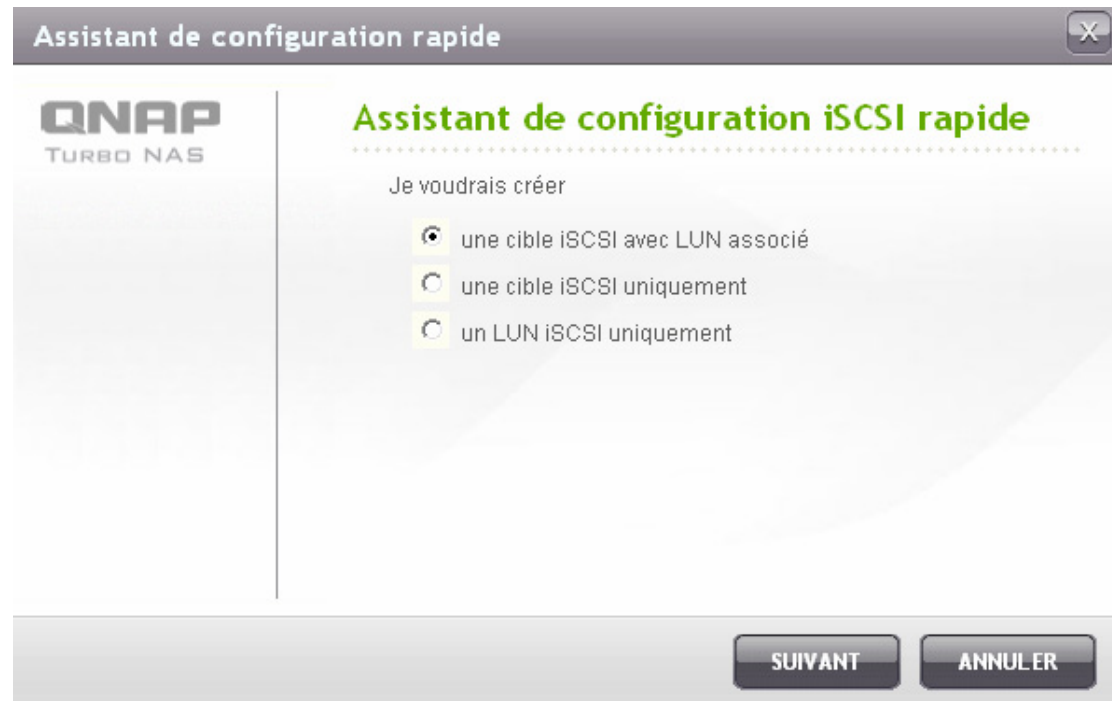 Assistant de configuration rapide
X
QNAP
TURBO NAS
Assistant de configuration iSCSI rapide
Je voudrais créer
une cible iSCSI avec LUN associé
une cible iSCSI uniquement
un LUN iSCSI uniquement
SUIVANT
ANNULER